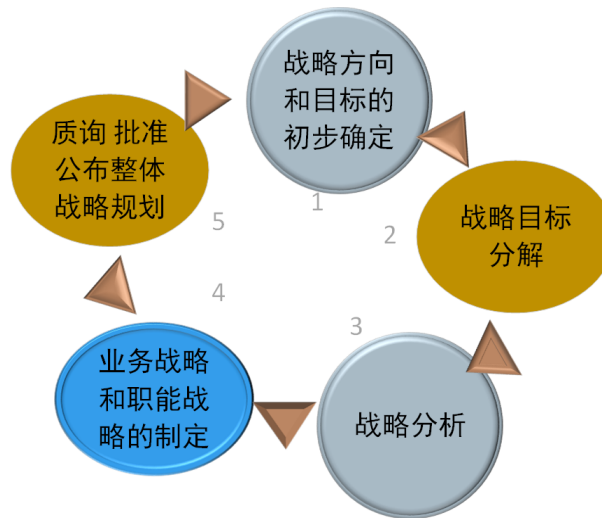 战略方向
和目标的
初步确定
1
战略目标
分解
2
战略分析
3
业务战略
和职能战
略的制定
4
质询 批准
公布整体
战略规划
5